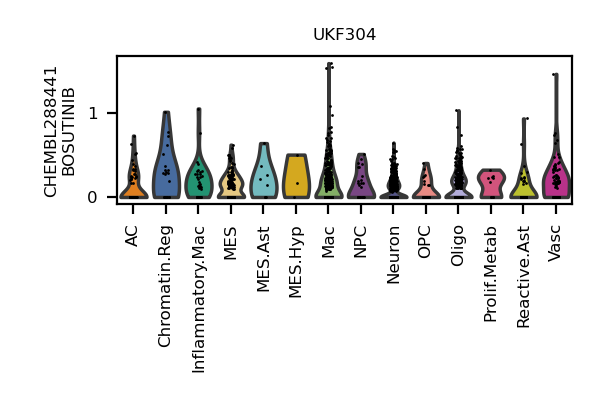 UKF304
CHEMBL288441
BOSUTINIB
1
0
AC
Chromatin.Reg
Inflammatory.Mac
MES
MES.Ast
MES.Hyp
Mac
NPC
Neuron
OPC
Oligo
Prolif.Metab
Reactive.Ast
Vasc